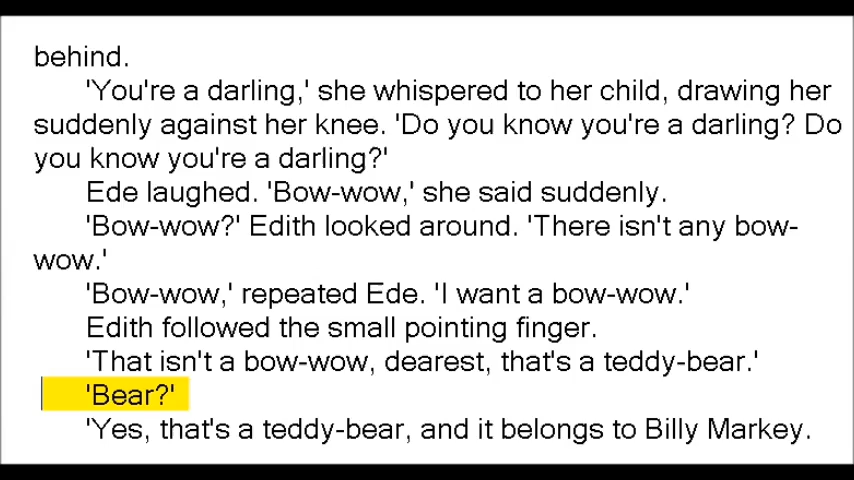 behind.
'You're a darling,' she whispered to her child, drawing her
suddenly against her knee. 'Do you know you're a darling? Do
you know you're a darling?'
Ede laughed. 'Bow-wow,' she said suddenly.
'Bow-wow?' Edith looked around. 'There isn't any bow-
wow.'
'Bow-wow,' repeated Ede. 'I want a bow-wow.'
Edith followed the small pointing finger.
'That isn't a bow-wow, dearest, that's a teddy-bear.'
'Bear?'
'Yes, that's a teddy-bear, and it belongs to Billy Markey.